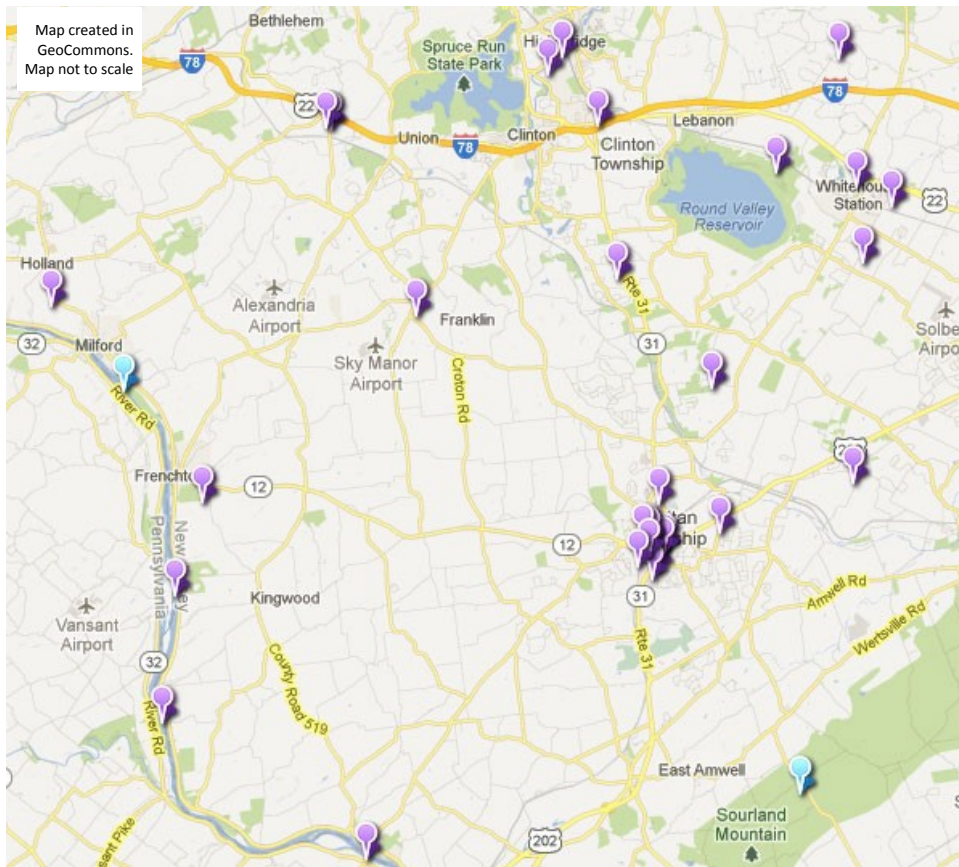 Map created in
GeoCommons.
Map not to scale
Bethlehem
78
Spruce Run
State Park
22
Union
78
Clinton
Clinton
Township
Lebanon
78
Station
22
Round Valley
Reservoir
Holland
Alexandria
Airport
32
Milford
Franklin
Sky Manor
Airport
Rte 31
31
Croton Rd
River Rd
12
New
Pennsylvania
12
31
Kingwood
Vansant
Airport
Amwell Rd
Wertsville Rd
Rte 31
32
County Road 519
River Rd
East Amwell
Sourland
Mountain
202